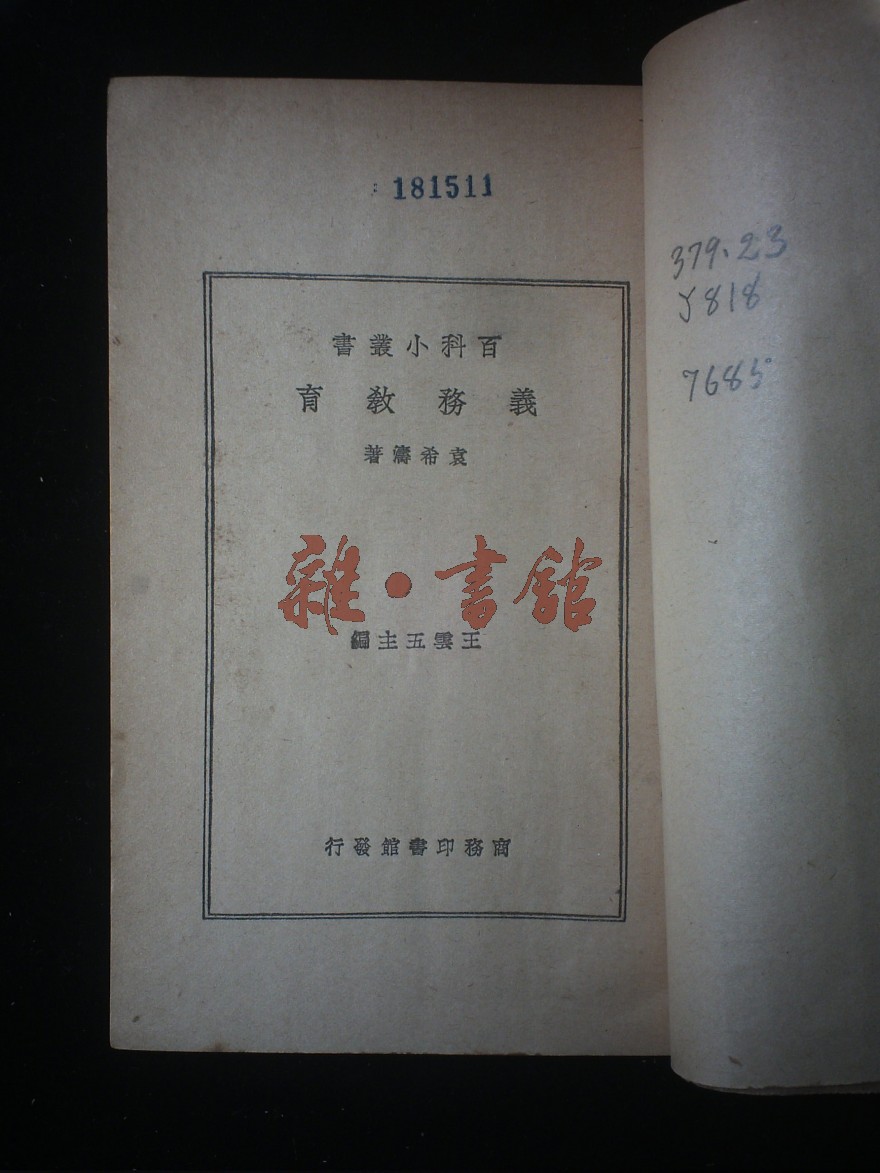 181511
百科小叢書
義務教育
袁希濤著
雜·書館
王雲五主編
商務印書館發行
379.23
Y818
7685